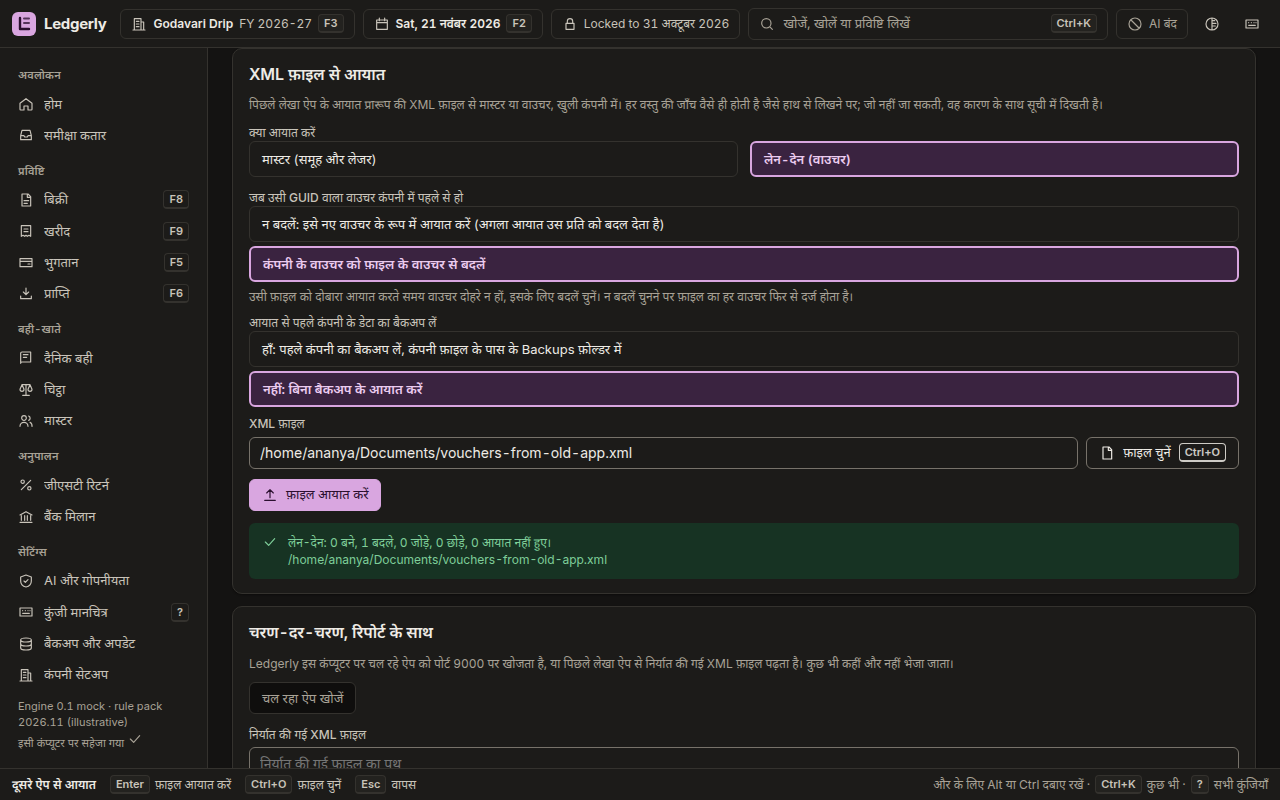 Ledgerly
Godavari Drip FY 2026-27 F3
Sat, 21 नवंबर 2026 F2
Locked to 31 अक्टूबर 2026
खोजें, खोलें या प्रविष्टि लिखें Ctrl+K
AI बंद
अवलोकन
होम
समीक्षा कतार
प्रविष्टि
बिक्री F8
खरीद F9
भुगतान F5
प्राप्ति F6
बही-खाते
दैनिक बही
चिट्ठा
मास्टर
अनुपालन
जीएसटी रिटर्न
बैंक मिलान
सेटिंग्स
AI और गोपनीयता
कुंजी मानचित्र ?
बैकअप और अपडेट
कंपनी सेटअप
Engine 0.1 mock · rule pack
2026.11 (illustrative)
इसी कंप्यूटर पर सहेजा गया
XML फ़ाइल से आयात
पिछले लेखा ऐप के आयात प्रारूप की XML फ़ाइल से मास्टर या वाउचर, खुली कंपनी में। हर वस्तु की जाँच वैसे ही होती है जैसे हाथ से लिखने पर; जो नहीं जा सकती, वह कारण के साथ सूची में दिखती है।
क्या आयात करें
मास्टर (समूह और लेजर)
लेन-देन (वाउचर)
जब उसी GUID वाला वाउचर कंपनी में पहले से हो
न बदलें: इसे नए वाउचर के रूप में आयात करें (अगला आयात उस प्रति को बदल देता है)
कंपनी के वाउचर को फ़ाइल के वाउचर से बदलें
उसी फ़ाइल को दोबारा आयात करते समय वाउचर दोहरे न हों, इसके लिए बदलें चुनें। न बदलें चुनने पर फ़ाइल का हर वाउचर फिर से दर्ज होता है।
आयात से पहले कंपनी के डेटा का बैकअप लें
हाँ: पहले कंपनी का बैकअप लें, कंपनी फ़ाइल के पास के Backups फ़ोल्डर में
नहीं: बिना बैकअप के आयात करें
XML फ़ाइल
/home/ananya/Documents/vouchers-from-old-app.xml
फ़ाइल चुनें Ctrl+O
फ़ाइल आयात करें
लेन-देन: 0 बने, 1 बदले, 0 जोड़े, 0 छोड़े, 0 आयात नहीं हुए।
/home/ananya/Documents/vouchers-from-old-app.xml
चरण-दर-चरण, रिपोर्ट के साथ
Ledgerly इस कंप्यूटर पर चल रहे ऐप को पोर्ट 9000 पर खोजता है, या पिछले लेखा ऐप से निर्यात की गई XML फ़ाइल पढ़ता है। कुछ भी कहीं और नहीं भेजा जाता।
चल रहा ऐप खोजें
निर्यात की गई XML फ़ाइल
निर्यात की गई फ़ाइल का पथ
दूसरे ऐप से आयात Enter फ़ाइल आयात करें Ctrl+O फ़ाइल चुनें Esc वापस
और के लिए Alt या Ctrl दबाए रखें · Ctrl+K कुछ भी · ? सभी कुंजियाँ